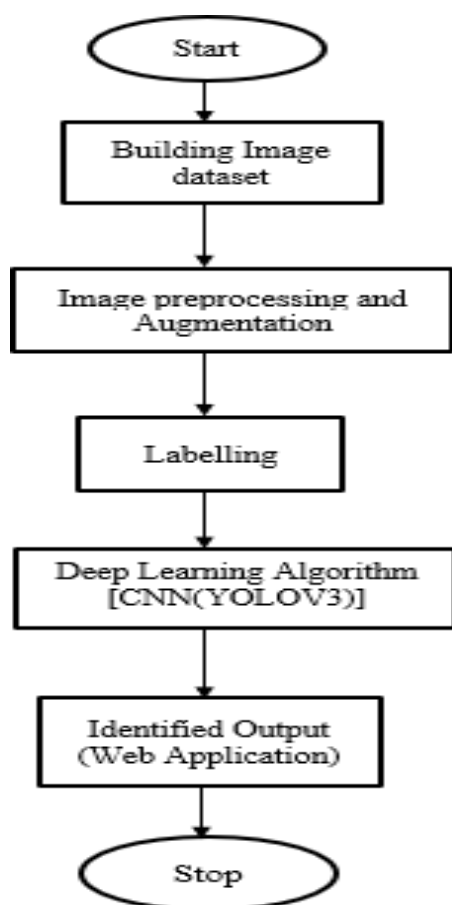 Start
Building Image
dataset
Image preprocessing and
Augmentation
Labelling
Deep Learning Algorithm
[CNN(YOLOV3)]
Identified Output
(Web Application)
Stop